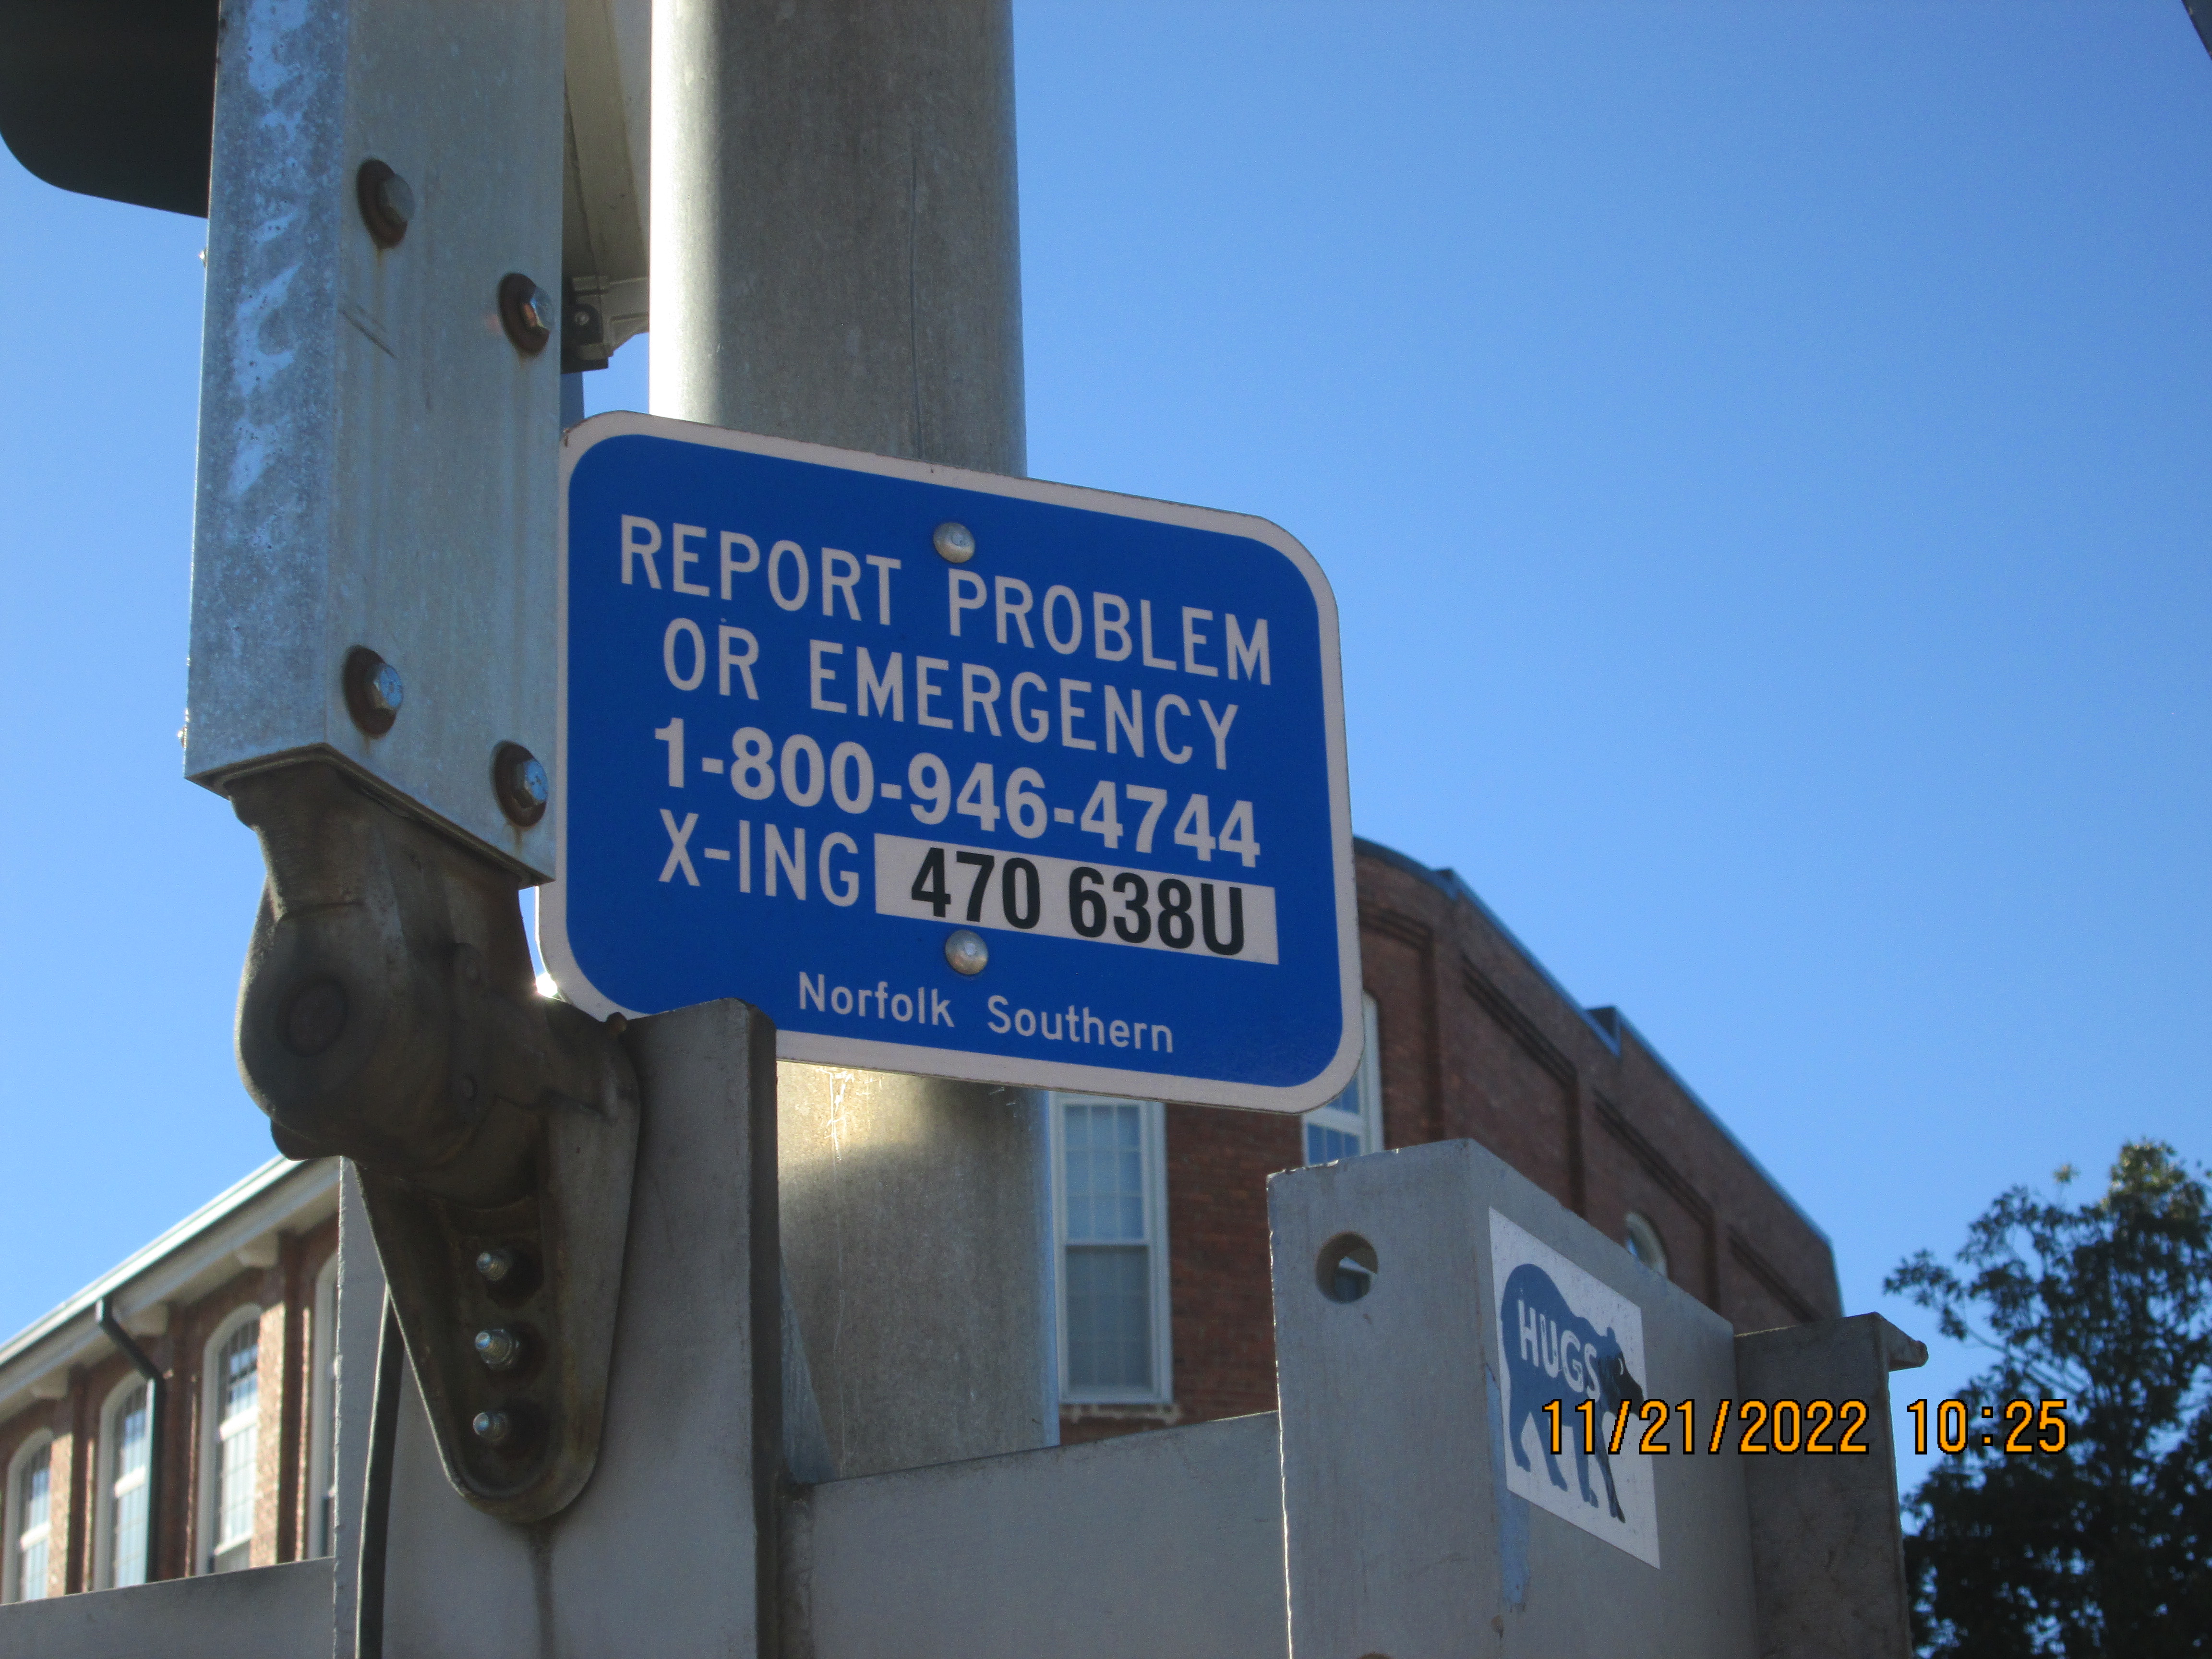 REPORT PROBLEM
OR EMERGENCY
1-800-946-4744
X-ING 470 638U
Norfolk Southern
HUGS
11/21/2022 10:25